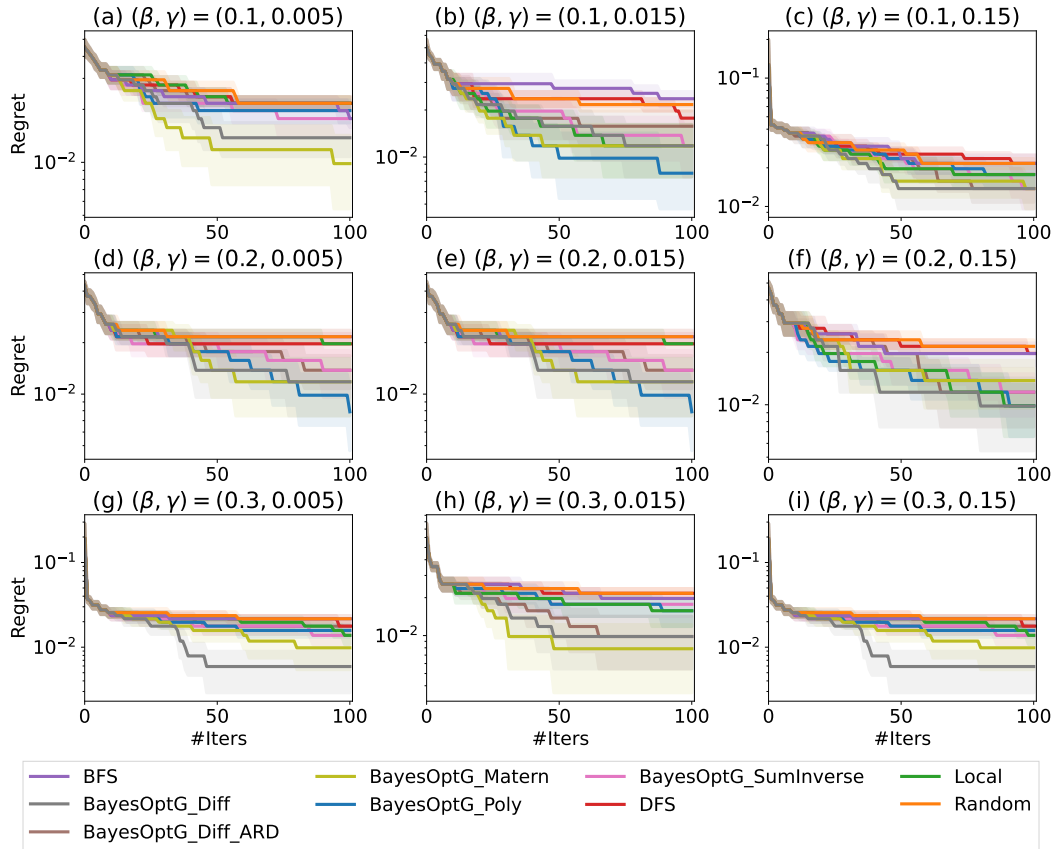 (a) (β, γ) = (0.1, 0.005)
(b) (β, γ) = (0.1, 0.015)
(c) (β, γ) = (0.1, 0.15)
Regret
10⁻²
10⁻²
10⁻¹
10⁻²
0 50 100
0 50 100
0 50 100
(d) (β, γ) = (0.2, 0.005)
(e) (β, γ) = (0.2, 0.015)
(f) (β, γ) = (0.2, 0.15)
Regret
10⁻²
10⁻²
10⁻²
0 50 100
0 50 100
0 50 100
(g) (β, γ) = (0.3, 0.005)
(h) (β, γ) = (0.3, 0.015)
(i) (β, γ) = (0.3, 0.15)
Regret
10⁻¹
10⁻²
10⁻²
10⁻¹
10⁻²
0 50 100
0 50 100
0 50 100
#Iters
#Iters
#Iters
BFS
BayesOptG_Diff
BayesOptG_Diff_ARD
BayesOptG_Matern
BayesOptG_Poly
BayesOptG_SumInverse
DFS
Local
Random